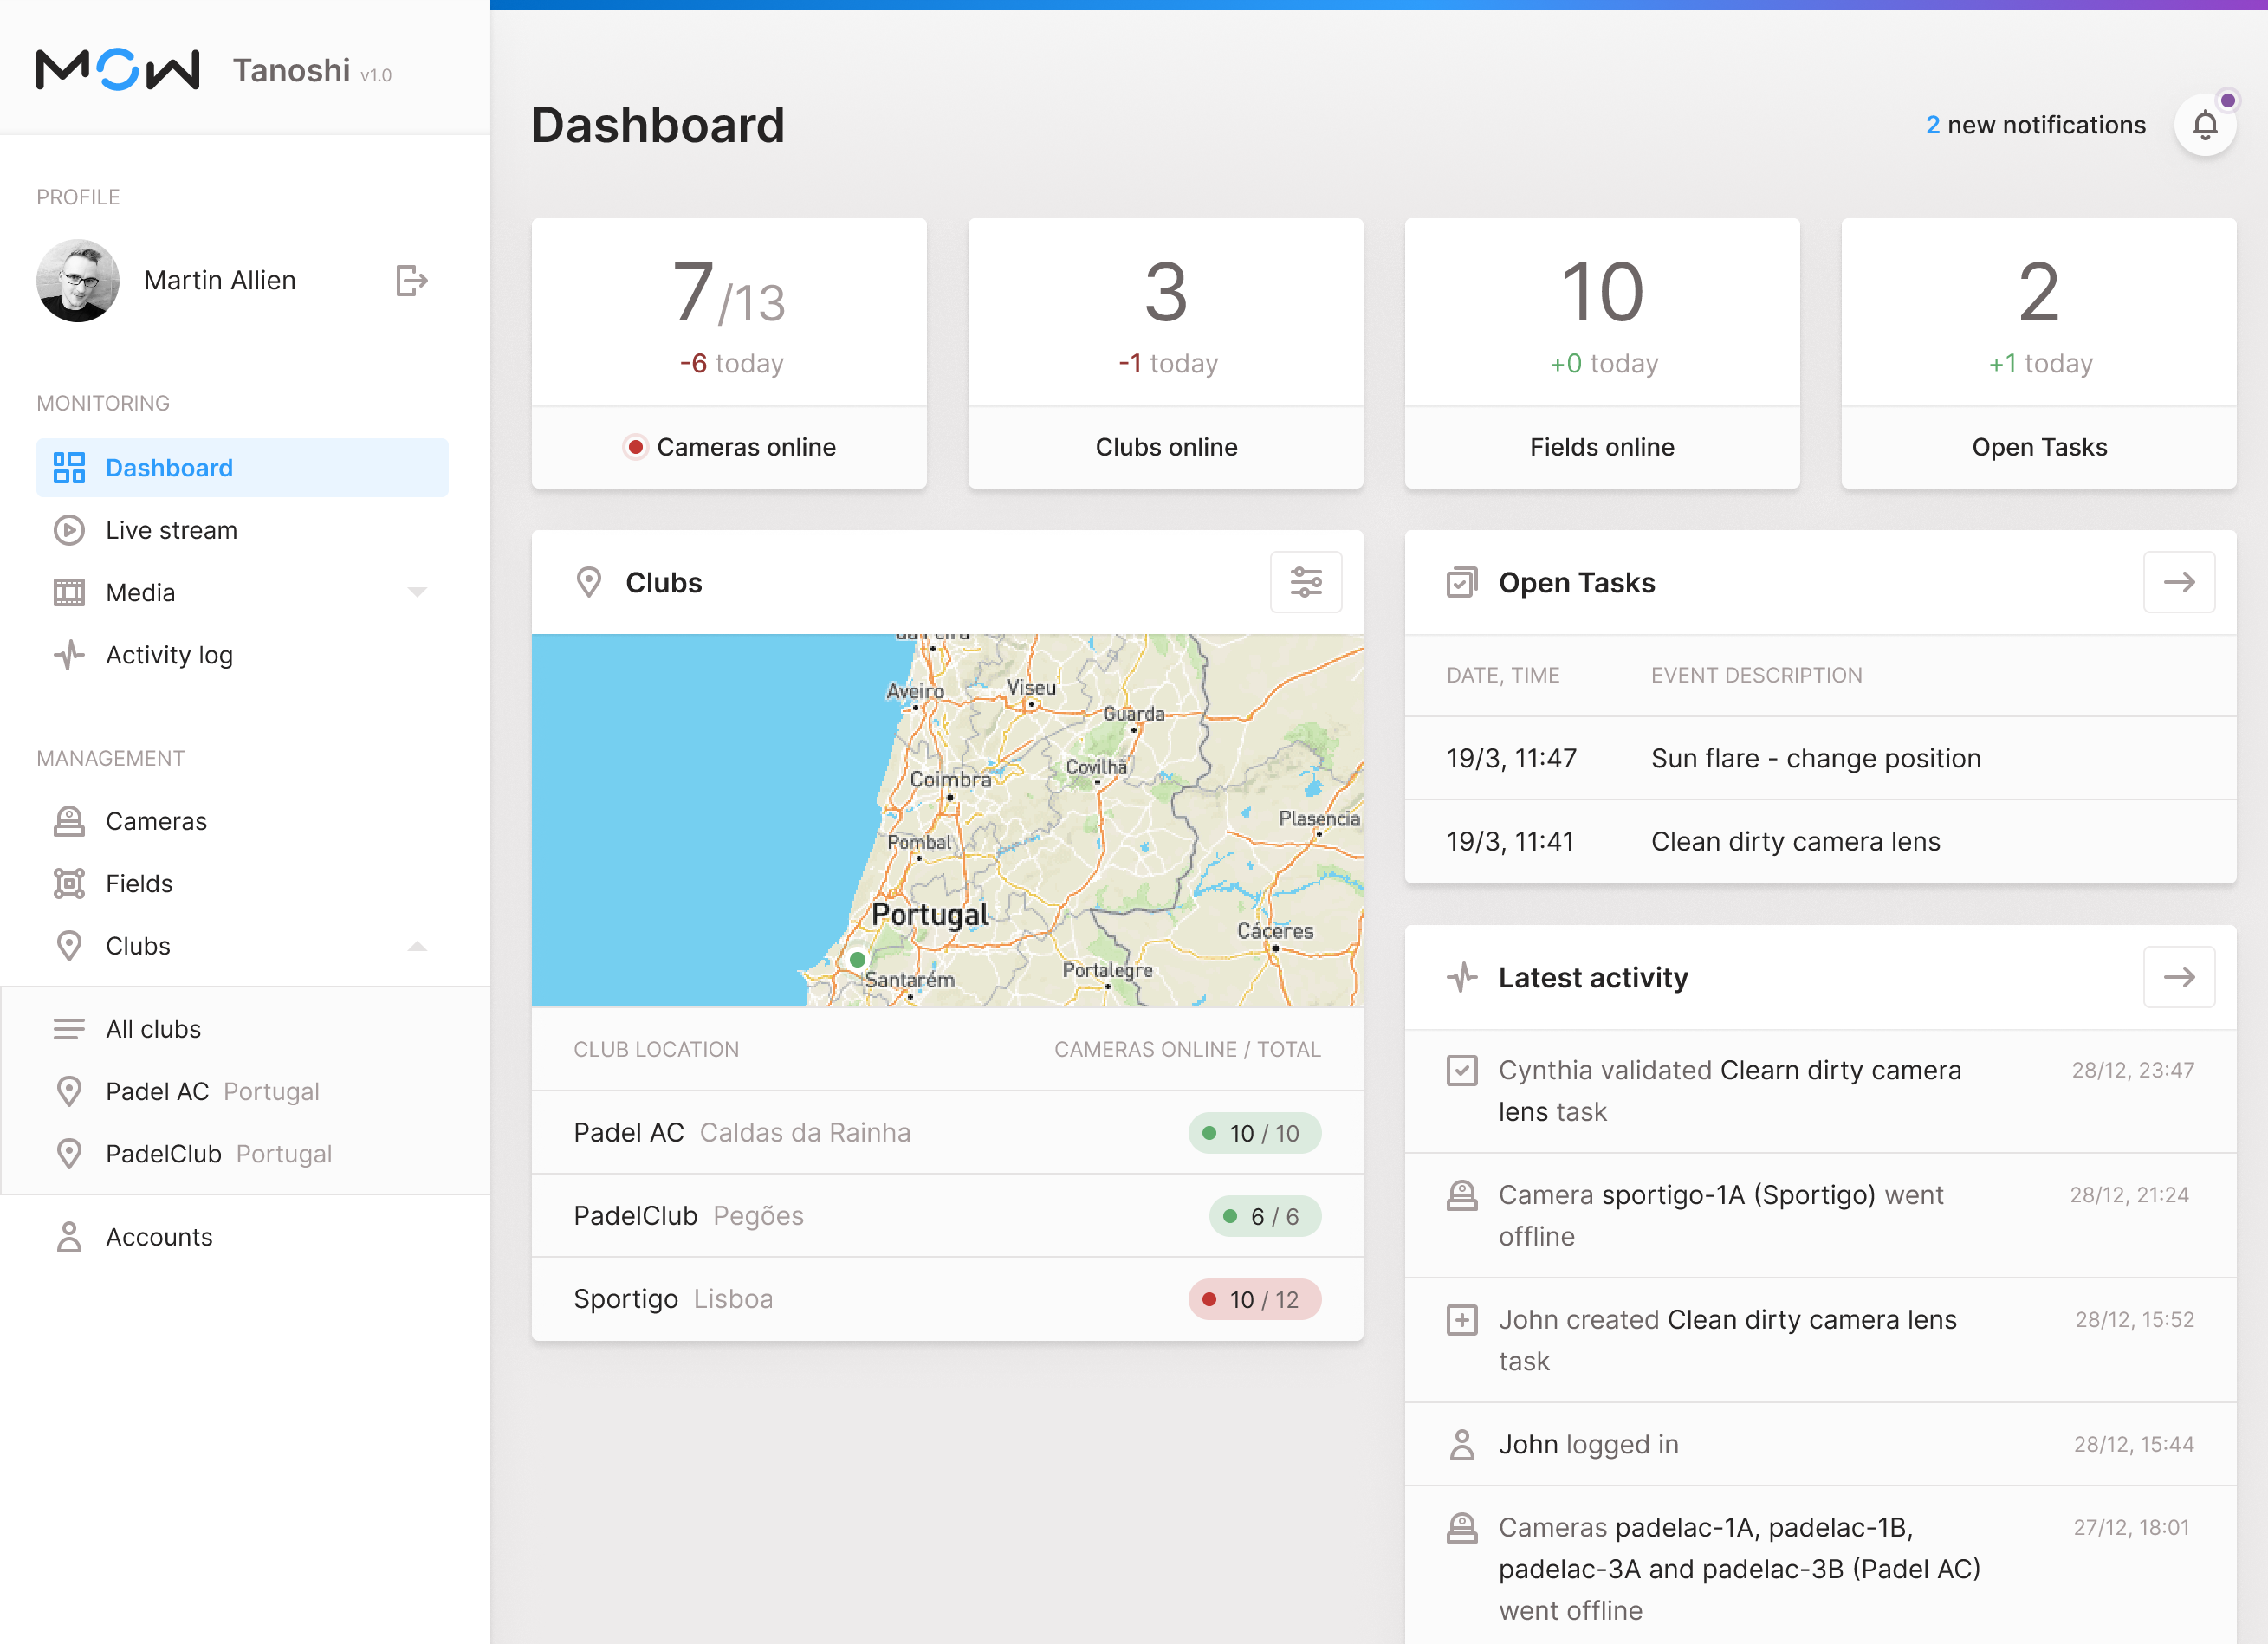 MOW Tanoshi v1.0
PROFILE
Martin Allien
MONITORING
Dashboard
Live stream
Media
Activity log
MANAGEMENT
Cameras
Fields
Clubs
All clubs
Padel AC Portugal
PadelClub Portugal
Accounts
Dashboard
2 new notifications
7/13
-6 today
Cameras online
3
-1 today
Clubs online
10
+0 today
Fields online
2
+1 today
Open Tasks
Clubs
da Feira
Aveiro
Viseu
Guarda
Coimbra
Covilhã
Plasencia
Pombal
Portugal
Cáceres
Santarém
Portalegre
CLUB LOCATION CAMERAS ONLINE / TOTAL
Padel AC Caldas da Rainha 10 / 10
PadelClub Pegões 6 / 6
Sportigo Lisboa 10 / 12
Open Tasks
DATE, TIME EVENT DESCRIPTION
19/3, 11:47 Sun flare - change position
19/3, 11:41 Clean dirty camera lens
Latest activity
Cynthia validated Clearn dirty camera 28/12, 23:47
lens task
Camera sportigo-1A (Sportigo) went 28/12, 21:24
offline
John created Clean dirty camera lens 28/12, 15:52
task
John logged in 28/12, 15:44
Cameras padelac-1A, padelac-1B, 27/12, 18:01
padelac-3A and padelac-3B (Padel AC)
went offline